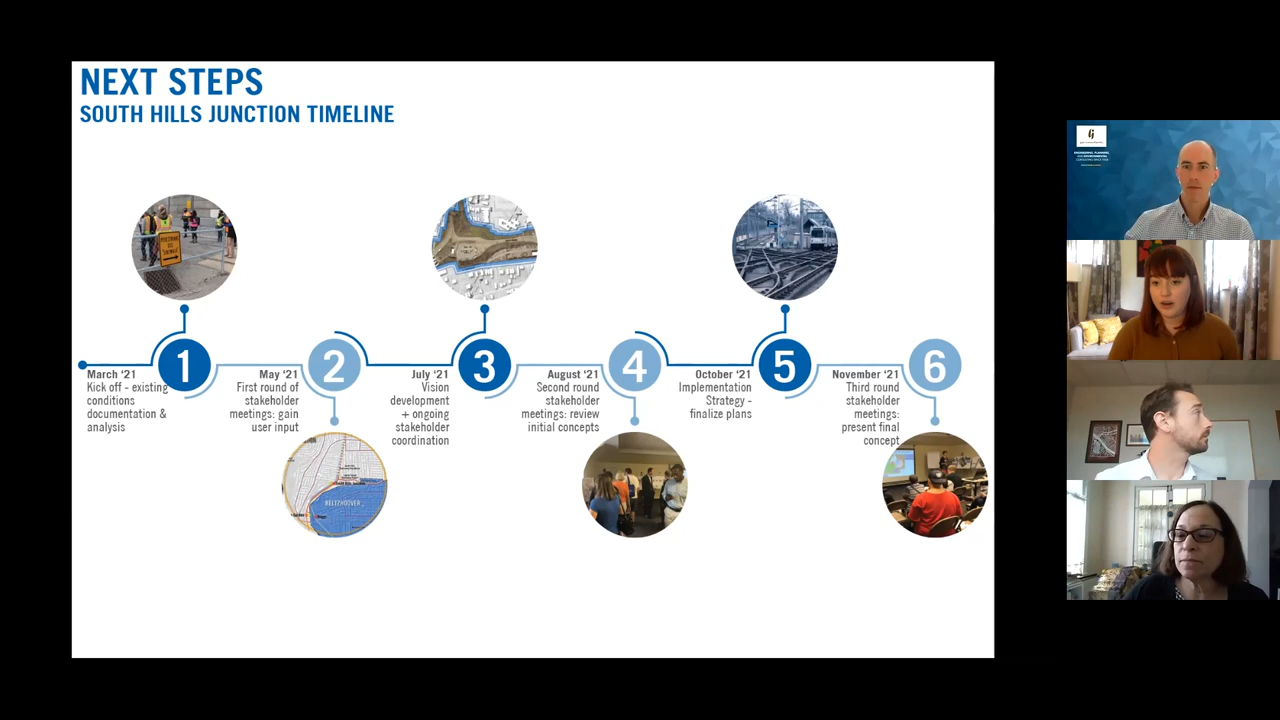 NEXT STEPS
SOUTH HILLS JUNCTION TIMELINE
1
2
3
4
5
6
March ‘21
Kick off - existing
conditions
documentation &
analysis
May ‘21
First round of
stakeholder
meetings: gain
user input
July ‘21
Vision
development
+ ongoing
stakeholder
coordination
August ‘21
Second round
stakeholder
meetings: review
initial concepts
October ‘21
Implementation
Strategy -
finalize plans
November ‘21
Third round
stakeholder
meetings:
present final
concept
BELTZHOOVER